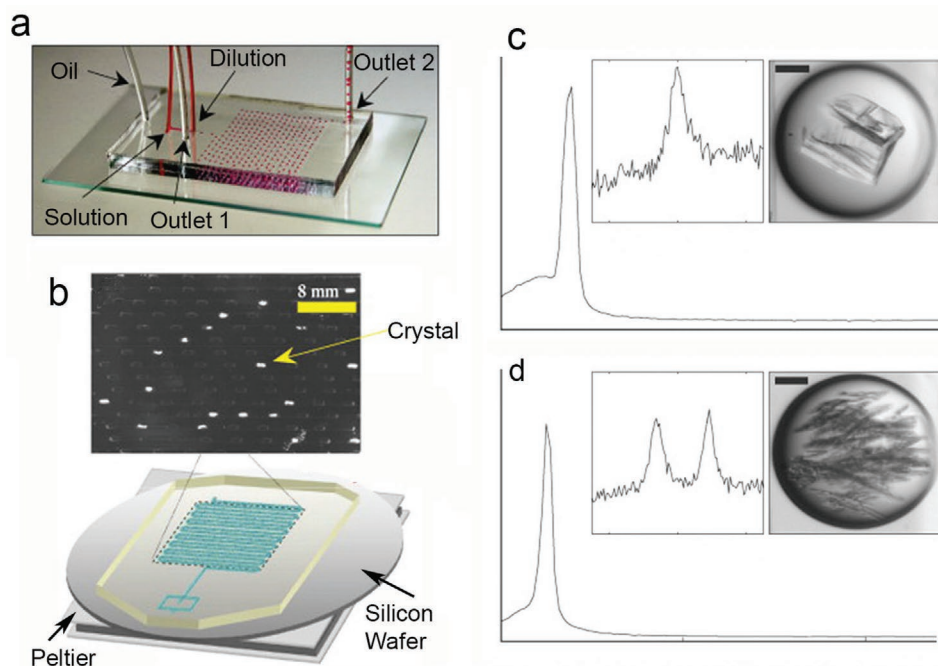 a
Oil
Dilution
Outlet 2
Solution
Outlet 1
b
8 mm
Crystal
Silicon
Wafer
Peltier
c
d